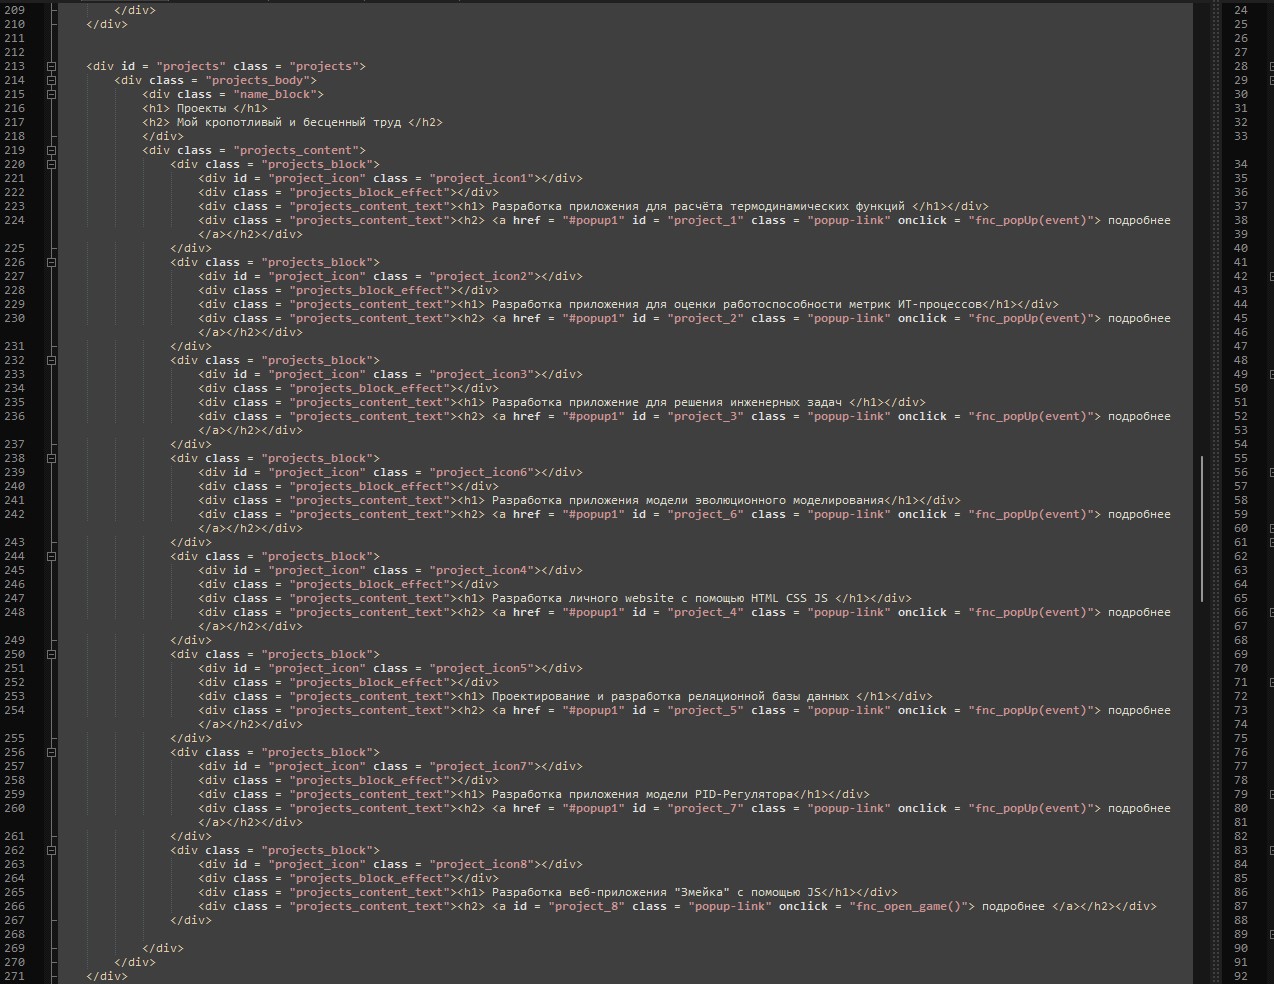 209 </div>
210 </div>
211
212
213 <div id = "projects" class = "projects">
214 <div class = "projects_body">
215 <div class = "name_block">
216 <h1> Проекты </h1>
217 <h2> Мой кропотливый и бесценный труд </h2>
218 </div>
219 <div class = "projects_content">
220 <div class = "projects_block">
221 <div id = "project_icon" class = "project_icon1"></div>
222 <div class = "projects_block_effect"></div>
223 <div class = "projects_content_text"><h1> Разработка приложения для расчёта термодинамических функций </h1></div>
224 <div class = "projects_content_text"><h2> <a href = "#popup1" id = "project_1" class = "popup-link" onclick = "fnc_popUp(event)"> подробнее
</a></h2></div>
225 </div>
226 <div class = "projects_block">
227 <div id = "project_icon" class = "project_icon2"></div>
228 <div class = "projects_block_effect"></div>
229 <div class = "projects_content_text"><h1> Разработка приложения для оценки работоспособности метрик ИТ-процессов</h1></div>
230 <div class = "projects_content_text"><h2> <a href = "#popup1" id = "project_2" class = "popup-link" onclick = "fnc_popUp(event)"> подробнее
</a></h2></div>
231 </div>
232 <div class = "projects_block">
233 <div id = "project_icon" class = "project_icon3"></div>
234 <div class = "projects_block_effect"></div>
235 <div class = "projects_content_text"><h1> Разработка приложение для решения инженерных задач </h1></div>
236 <div class = "projects_content_text"><h2> <a href = "#popup1" id = "project_3" class = "popup-link" onclick = "fnc_popUp(event)"> подробнее
</a></h2></div>
237 </div>
238 <div class = "projects_block">
239 <div id = "project_icon" class = "project_icon6"></div>
240 <div class = "projects_block_effect"></div>
241 <div class = "projects_content_text"><h1> Разработка приложения модели эволюционного моделирования</h1></div>
242 <div class = "projects_content_text"><h2> <a href = "#popup1" id = "project_6" class = "popup-link" onclick = "fnc_popUp(event)"> подробнее
</a></h2></div>
243 </div>
244 <div class = "projects_block">
245 <div id = "project_icon" class = "project_icon4"></div>
246 <div class = "projects_block_effect"></div>
247 <div class = "projects_content_text"><h1> Разработка личного website с помощью HTML CSS JS </h1></div>
248 <div class = "projects_content_text"><h2> <a href = "#popup1" id = "project_4" class = "popup-link" onclick = "fnc_popUp(event)"> подробнее
</a></h2></div>
249 </div>
250 <div class = "projects_block">
251 <div id = "project_icon" class = "project_icon5"></div>
252 <div class = "projects_block_effect"></div>
253 <div class = "projects_content_text"><h1> Проектирование и разработка реляционной базы данных </h1></div>
254 <div class = "projects_content_text"><h2> <a href = "#popup1" id = "project_5" class = "popup-link" onclick = "fnc_popUp(event)"> подробнее
</a></h2></div>
255 </div>
256 <div class = "projects_block">
257 <div id = "project_icon" class = "project_icon7"></div>
258 <div class = "projects_block_effect"></div>
259 <div class = "projects_content_text"><h1> Разработка приложения модели PID-Регулятора</h1></div>
260 <div class = "projects_content_text"><h2> <a href = "#popup1" id = "project_7" class = "popup-link" onclick = "fnc_popUp(event)"> подробнее
</a></h2></div>
261 </div>
262 <div class = "projects_block">
263 <div id = "project_icon" class = "project_icon8"></div>
264 <div class = "projects_block_effect"></div>
265 <div class = "projects_content_text"><h1> Разработка веб-приложения "Змейка" с помощью JS</h1></div>
266 <div class = "projects_content_text"><h2> <a id = "project_8" class = "popup-link" onclick = "fnc_open_game()"> подробнее </a></h2></div>
267 </div>
268
269 </div>
270 </div>
271 </div>
24
25
26
27
28
29
30
31
32
33
34
35
36
37
38
39
40
41
42
43
44
45
46
47
48
49
50
51
52
53
54
55
56
57
58
59
60
61
62
63
64
65
66
67
68
69
70
71
72
73
74
75
76
77
78
79
80
81
82
83
84
85
86
87
88
89
90
91
92